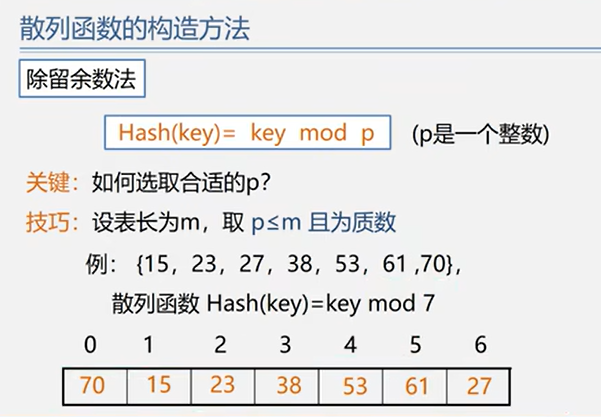 散列函数的构造方法
除留余数法
Hash(key)= key mod p (p是一个整数)
关键：如何选取合适的p?
技巧：设表长为m，取 p≤m 且为质数
例： {15，23，27，38，53，61 ,70}，
散列函数 Hash(key)=key mod 7
0 1 2 3 4 5 6
70 15 23 38 53 61 27